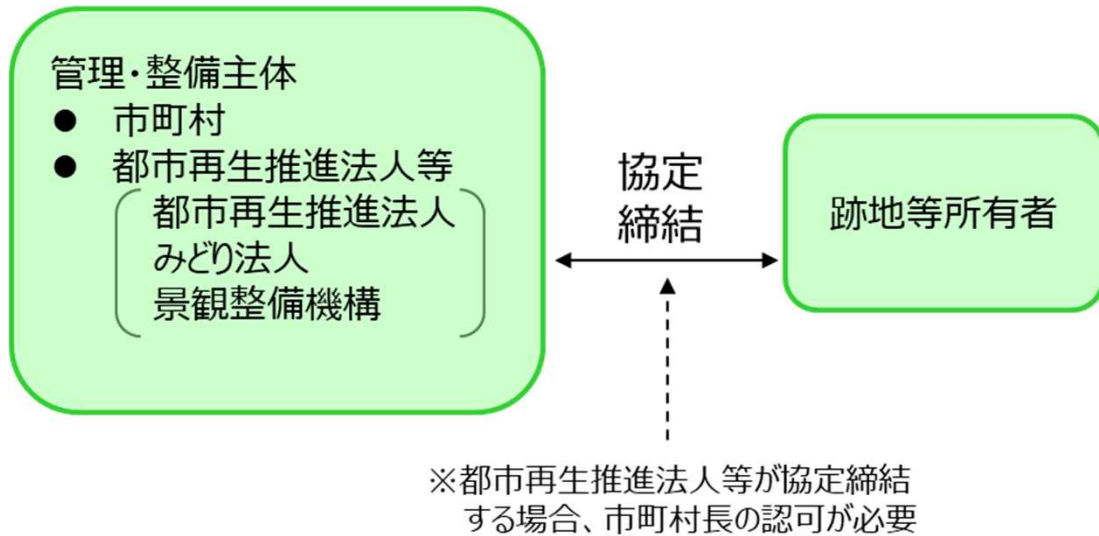 管理・整備主体
● 市町村
● 都市再生推進法人等
都市再生推進法人
みどり法人
景観整備機構
協定
締結
跡地等所有者
※都市再生推進法人等が協定締結
する場合、市町村長の認可が必要